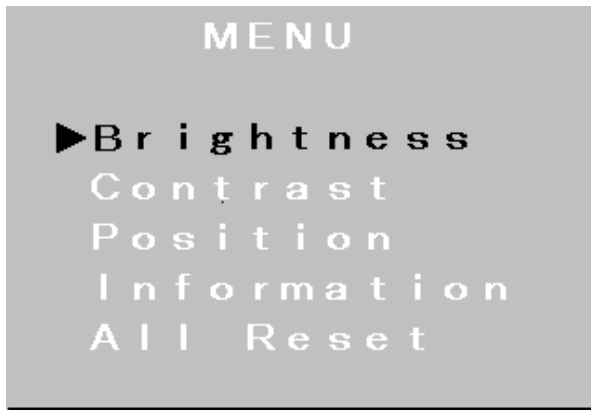 MENU
▶Brightness
Contrast
Position
Information
All Reset